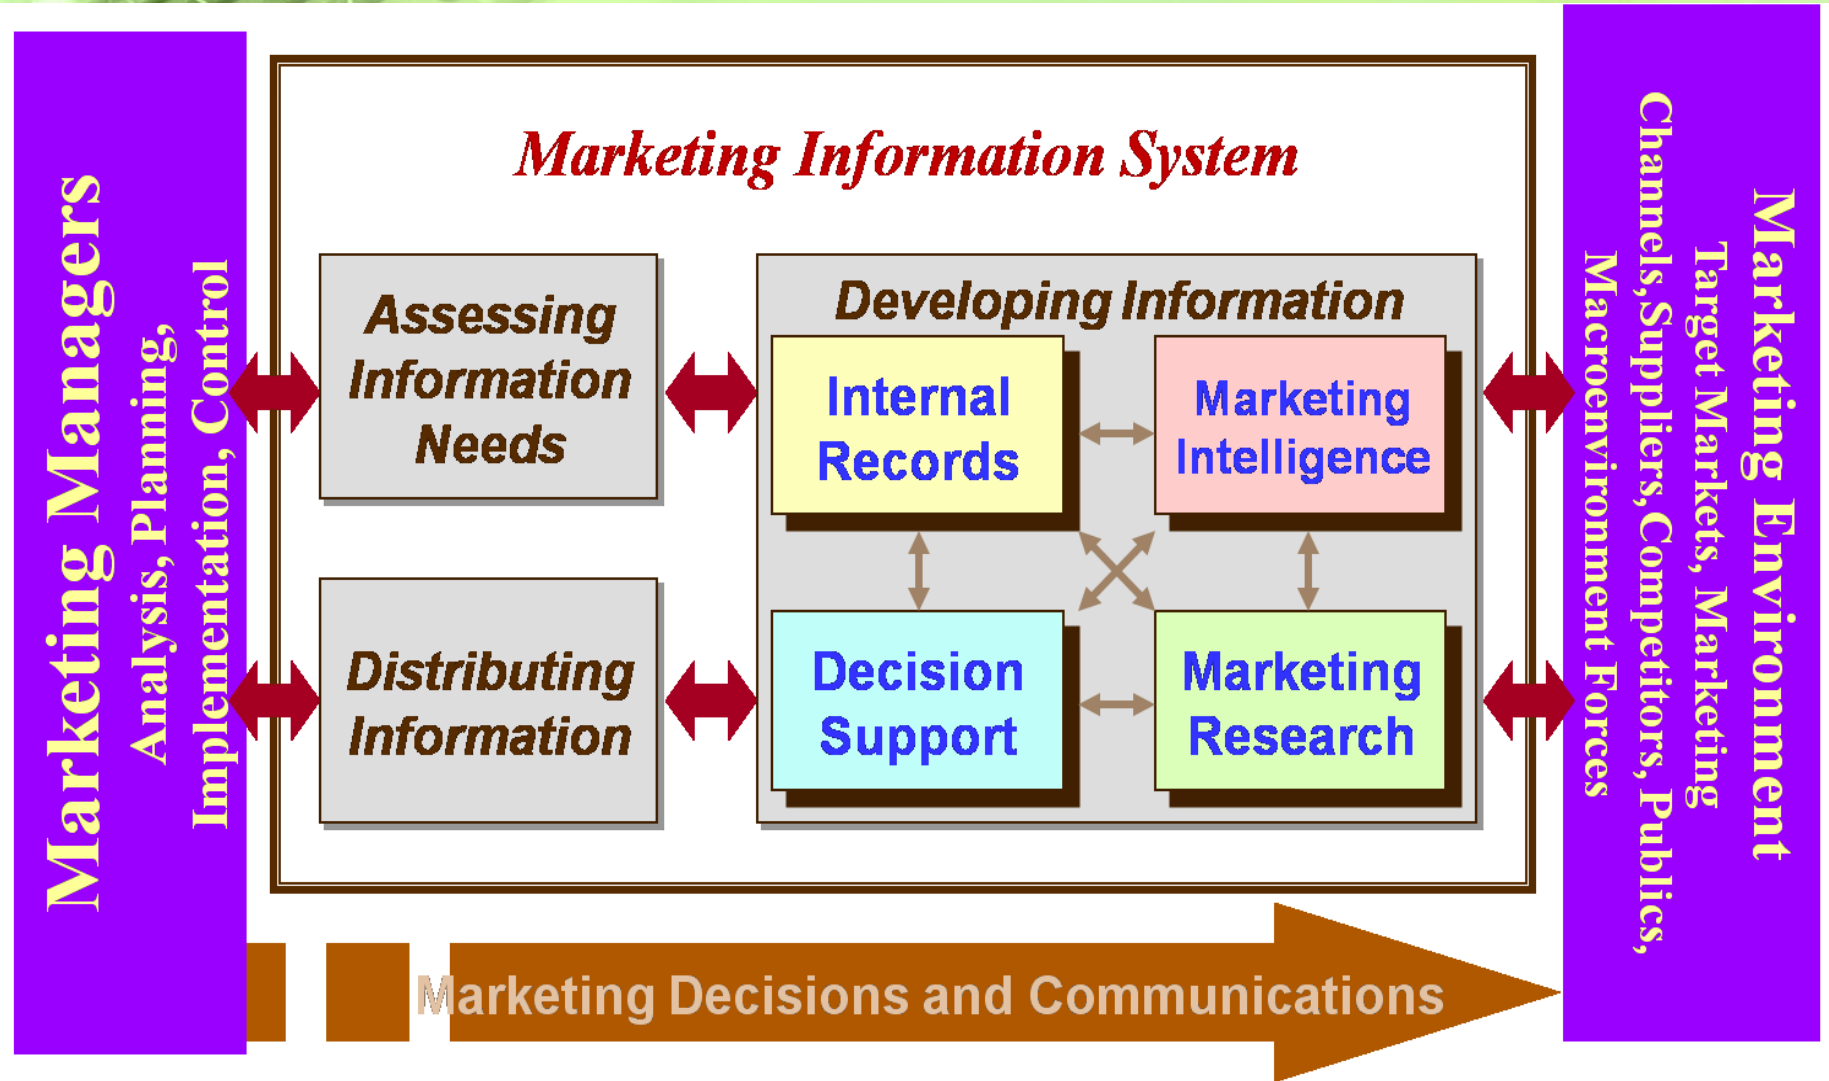 Marketing Managers
Analysis, Planning,
Implementation, Control
Marketing Information System
Assessing
Information
Needs
Distributing
Information
Developing Information
Internal
Records
Marketing
Intelligence
Decision
Support
Marketing
Research
Marketing Environment
Target Markets, Marketing
Channels,Suppliers,Competitors, Publics,
Macroenvironment Forces
Marketing Decisions and Communications